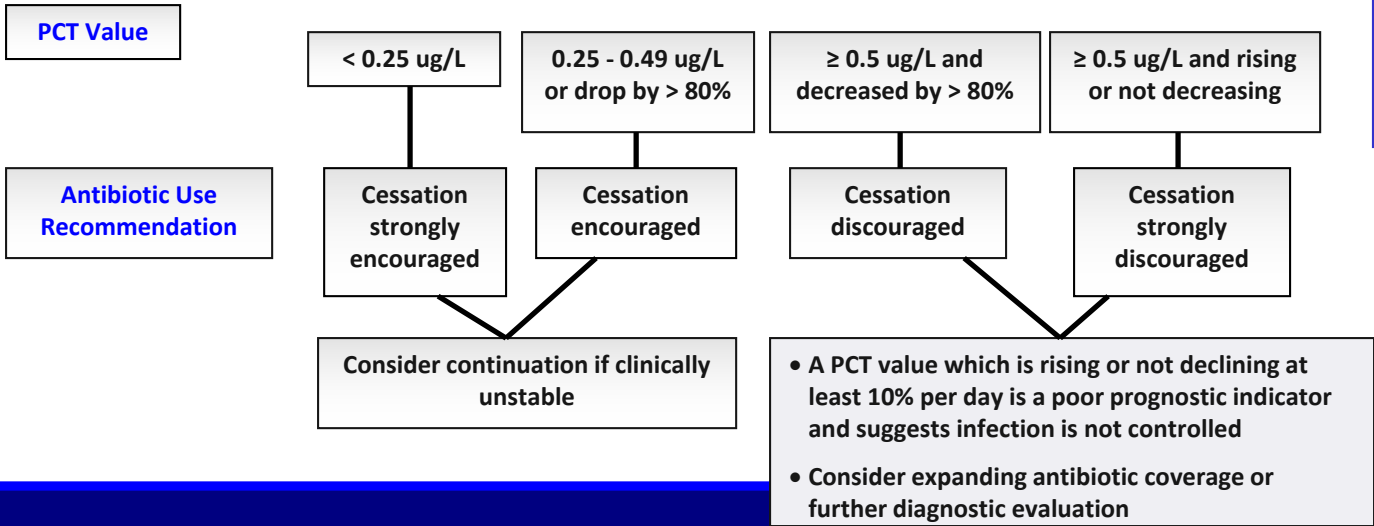 PCT Value
< 0.25 ug/L
0.25 - 0.49 ug/L
or drop by > 80%
≥ 0.5 ug/L and
decreased by > 80%
≥ 0.5 ug/L and rising
or not decreasing
Antibiotic Use
Recommendation
Cessation
strongly
encouraged
Cessation
encouraged
Cessation
discouraged
Cessation
strongly
discouraged
Consider continuation if clinically
unstable
• A PCT value which is rising or not declining at
least 10% per day is a poor prognostic indicator
and suggests infection is not controlled
• Consider expanding antibiotic coverage or
further diagnostic evaluation